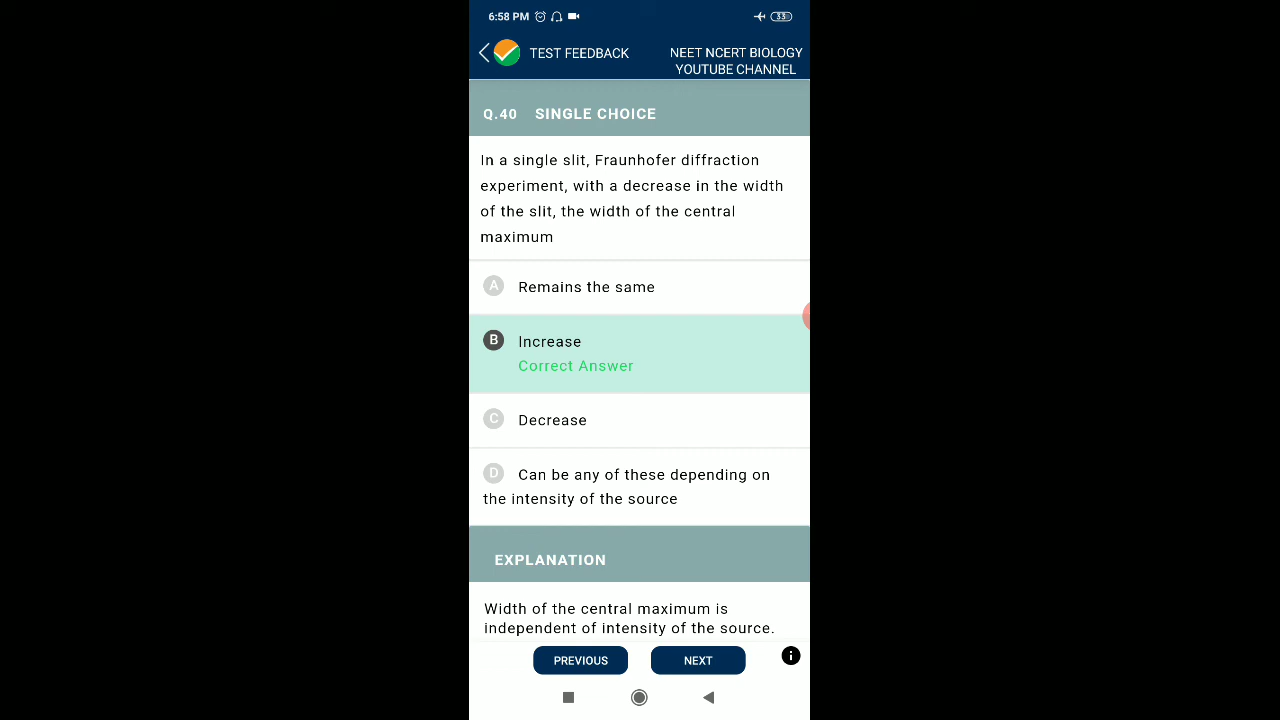 6:58 PM
33
TEST FEEDBACK
NEET NCERT BIOLOGY
YOUTUBE CHANNEL
Q.40 SINGLE CHOICE
In a single slit, Fraunhofer diffraction
experiment, with a decrease in the width
of the slit, the width of the central
maximum
A Remains the same
B Increase
Correct Answer
C Decrease
D Can be any of these depending on
the intensity of the source
EXPLANATION
Width of the central maximum is
independent of intensity of the source.
PREVIOUS NEXT